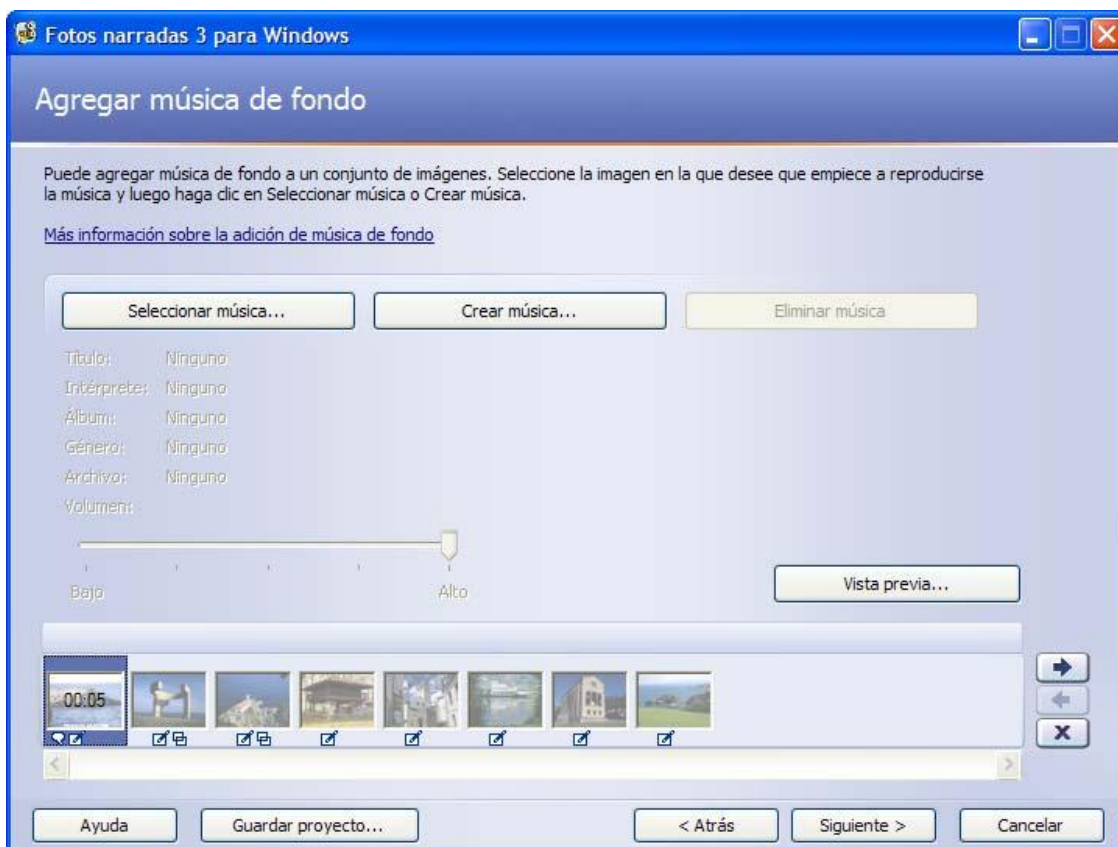 Fotos narradas 3 para Windows
Agregar música de fondo
Puede agregar música de fondo a un conjunto de imágenes. Seleccione la imagen en la que desee que empiece a reproducirse
la música y luego haga clic en Seleccionar música o Crear música.
Más información sobre la adición de música de fondo
Seleccionar música... Crear música... Eliminar música
Título: Ninguno
Intérprete: Ninguno
Álbum: Ninguno
Género: Ninguno
Archivo: Ninguno
Volumen:
Bajo Alto
Vista previa...
00:05
Ayuda Guardar proyecto... < Atrás Siguiente > Cancelar